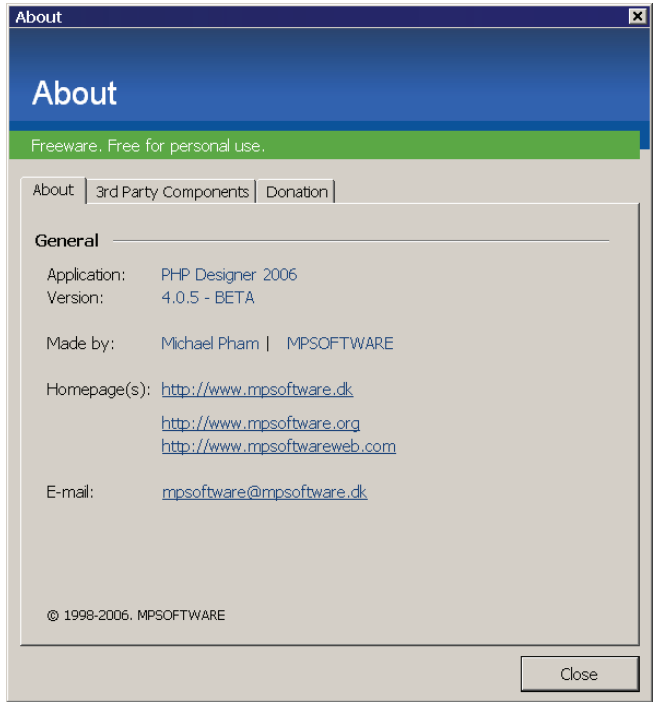 About
About
Freeware. Free for personal use.
About 3rd Party Components Donation
General
Application: PHP Designer 2006
Version: 4.0.5 - BETA
Made by: Michael Pham | MPSOFTWARE
Homepage(s): http://www.mpsoftware.dk
http://www.mpsoftware.org
http://www.mpsoftwareweb.com
E-mail: mpsoftware@mpsoftware.dk
© 1998-2006. MPSOFTWARE
Close